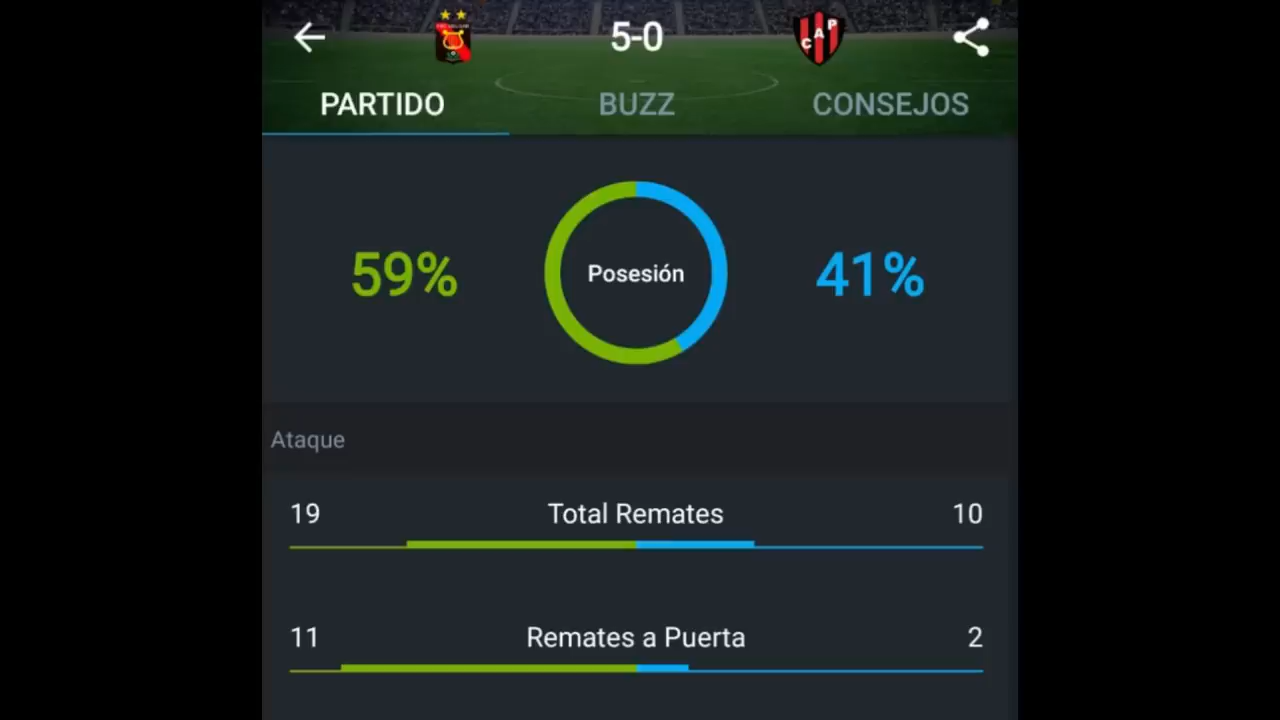 5-0
C A P
PARTIDO BUZZ CONSEJOS
59% Posesión 41%
Ataque
19 Total Remates 10
11 Remates a Puerta 2